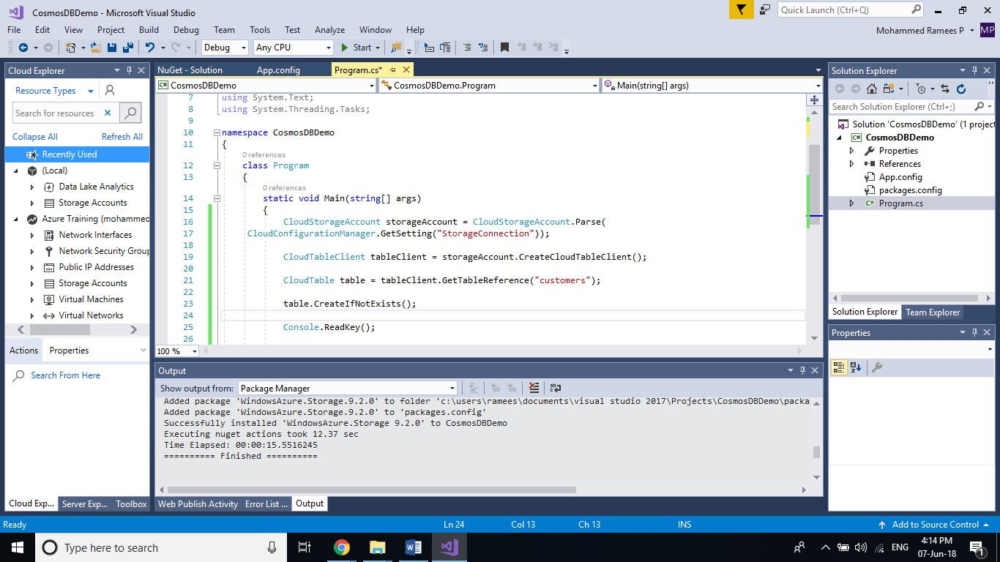 CosmosDBDemo - Microsoft Visual Studio
Quick Launch (Ctrl+Q)
File Edit View Project Build Debug Team Tools Test Analyze Window Help
Mohammed Ramees P MP
Debug Any CPU Start
Cloud Explorer
Resource Types
Search for resources
Collapse All Refresh All
Recently Used
(Local)
Data Lake Analytics
Storage Accounts
Azure Training (mohammed
Network Interfaces
Network Security Group
Public IP Addresses
Storage Accounts
Virtual Machines
Virtual Networks
Actions Properties
Search From Here
Cloud Exp... Server Exp... Toolbox
NuGet - Solution App.config Program.cs*
CosmosDBDemo CosmosDBDemo.Program Main(string[] args)
7 using System.Text;
8 using System.Threading.Tasks;
9
10 namespace CosmosDBDemo
11 {
0 references
12 class Program
13 {
0 references
14 static void Main(string[] args)
15 {
16 CloudStorageAccount storageAccount = CloudStorageAccount.Parse(
17 CloudConfigurationManager.GetSetting("StorageConnection"));
18
19 CloudTableClient tableClient = storageAccount.CreateCloudTableClient();
20
21 CloudTable table = tableClient.GetTableReference("customers");
22
23 table.CreateIfNotExists();
24
25 Console.ReadKey();
26
100 %
Output
Show output from: Package Manager
Added package 'WindowsAzure.Storage.9.2.0' to folder 'c:\users\ramees\documents\visual studio 2017\Projects\CosmosDBDemo\packa
Added package 'WindowsAzure.Storage.9.2.0' to 'packages.config'
Successfully installed 'WindowsAzure.Storage 9.2.0' to CosmosDBDemo
Executing nuget actions took 12.37 sec
Time Elapsed: 00:00:15.5516245
========== Finished ==========
Web Publish Activity Error List ... Output
Solution Explorer
Search Solution Explorer (Ctrl+;)
Solution 'CosmosDBDemo' (1 project
C# CosmosDBDemo
Properties
References
App.config
packages.config
C# Program.cs
Solution Explorer Team Explorer
Properties
Ready Ln 24 Col 13 Ch 13 INS Add to Source Control
Type here to search
ENG
4:14 PM
07-Jun-18
1